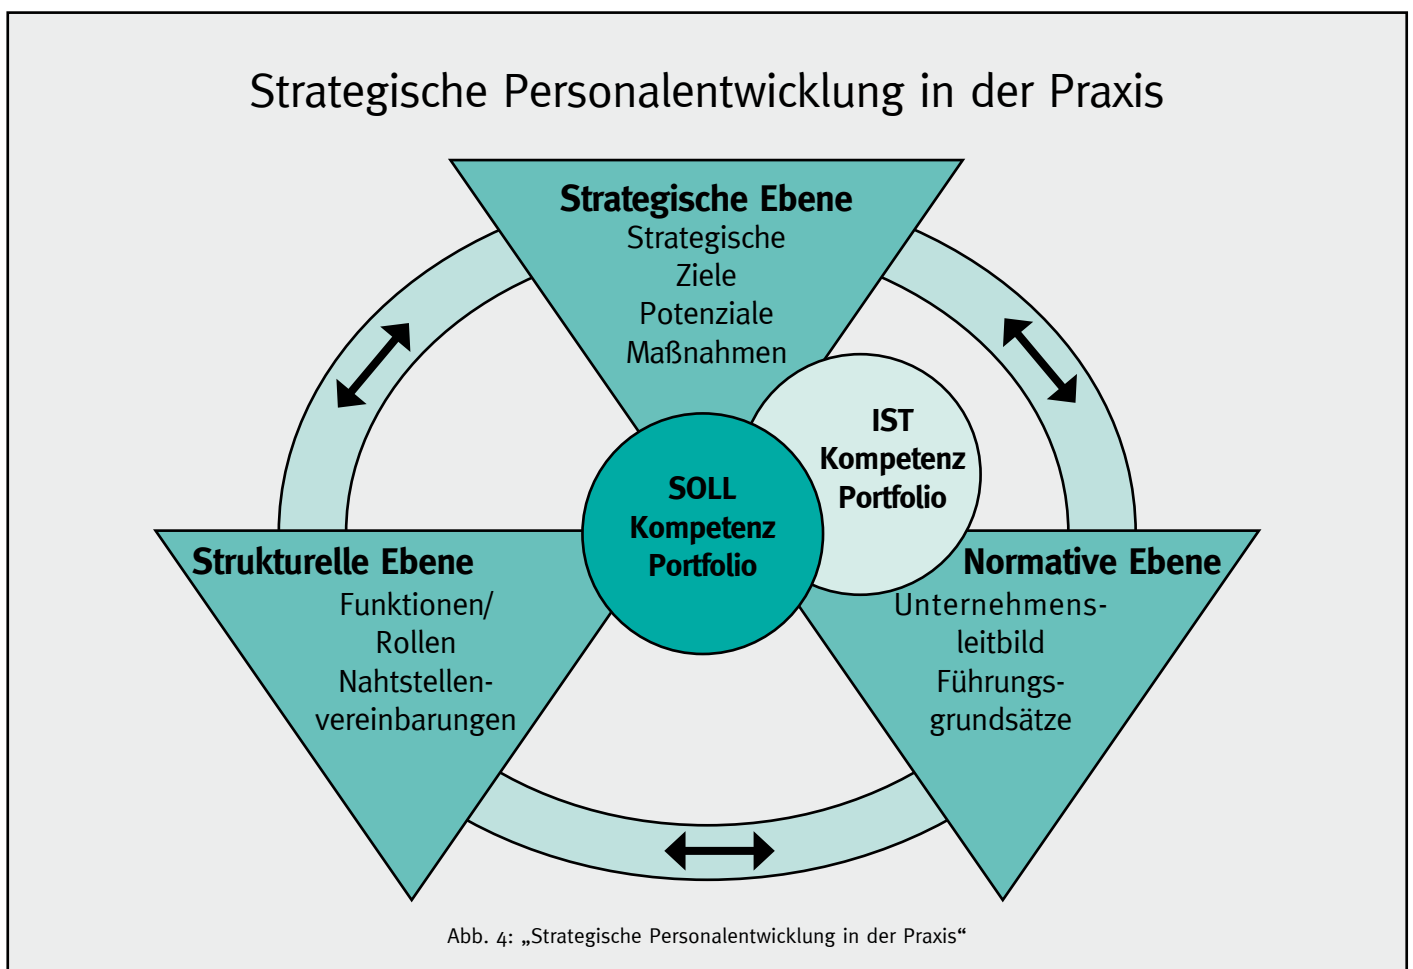 Strategische Personalentwicklung in der Praxis
Strategische Ebene
Strategische
Ziele
Potenziale
Maßnahmen
IST
Kompetenz
Portfolio
SOLL
Kompetenz
Portfolio
Strukturelle Ebene
Funktionen/
Rollen
Nahtstellen-
vereinbarungen
Normative Ebene
Unternehmens-
leitbild
Führungs-
grundsätze
Abb. 4: „Strategische Personalentwicklung in der Praxis“